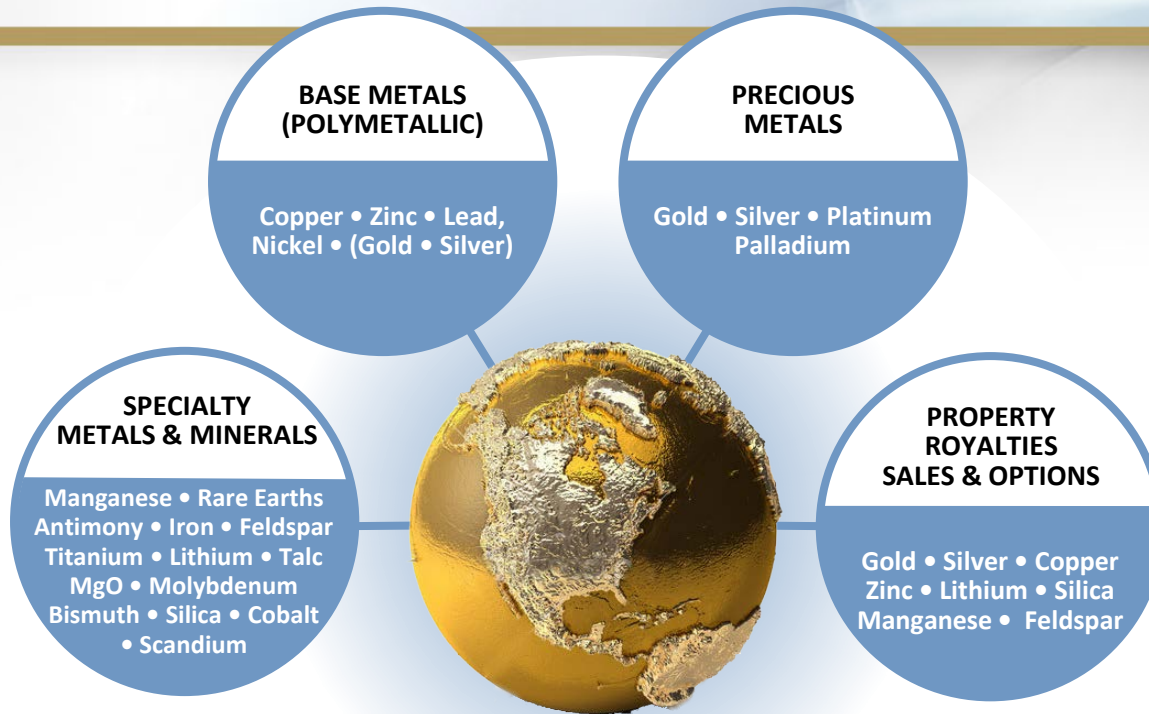 BASE METALS
(POLYMETALLIC)
Copper • Zinc • Lead,
Nickel • (Gold • Silver)
PRECIOUS
METALS
Gold • Silver • Platinum
Palladium
SPECIALTY
METALS & MINERALS
Manganese • Rare Earths
Antimony • Iron • Feldspar
Titanium • Lithium • Talc
MgO • Molybdenum
Bismuth • Silica • Cobalt
• Scandium
PROPERTY
ROYALTIES
SALES & OPTIONS
Gold • Silver • Copper
Zinc • Lithium • Silica
Manganese • Feldspar